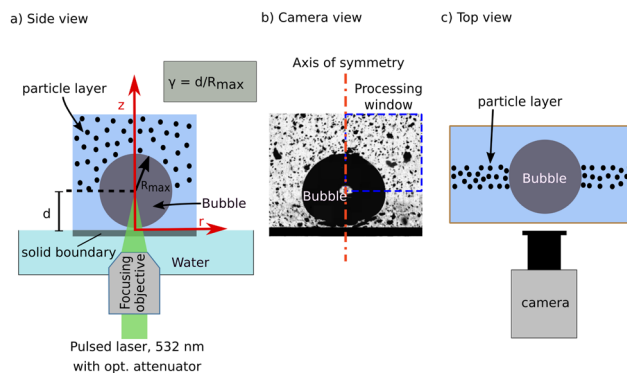 a) Side view
γ = d/Rmax
z
particle layer
Rmax
Bubble
d
r
solid boundary
Water
Focusing
objective
Pulsed laser, 532 nm
with opt. attenuator
b) Camera view
Axis of symmetry
Processing
window
Bubble
c) Top view
particle layer
Bubble
camera